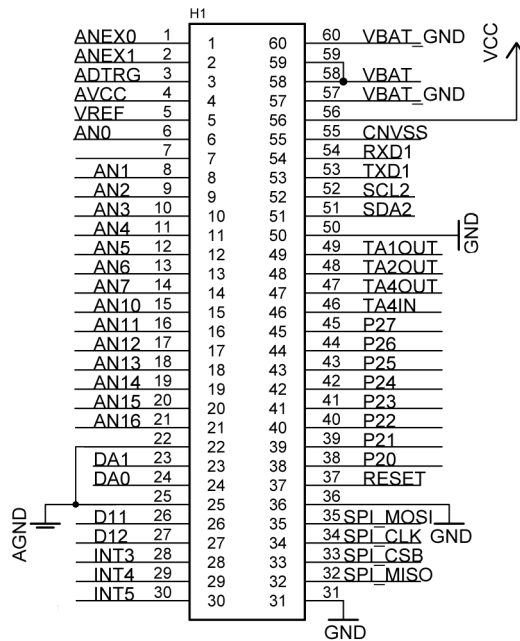 H1
ANEX0 1 1 60 60 VBAT_GND
VCC
ANEX1 2 2 59 59
ADTRG 3 3 58 58 VBAT
AVCC 4 4 57 57 VBAT_GND
VREF 5 5 56 56
AN0 6 6 55 55 CNVSS
7 7 54 54 RXD1
AN1 8 8 53 53 TXD1
AN2 9 9 52 52 SCL2
AN3 10 10 51 51 SDA2
AN4 11 11 50 50 GND
AN5 12 12 49 49 TA1OUT
AN6 13 13 48 48 TA2OUT
AN7 14 14 47 47 TA4OUT
AN10 15 15 46 46 TA4IN
AN11 16 16 45 45 P27
AN12 17 17 44 44 P26
AN13 18 18 43 43 P25
AN14 19 19 42 42 P24
AN15 20 20 41 41 P23
AN16 21 21 40 40 P22
22 22 39 39 P21
DA1 23 23 38 38 P20
DA0 24 24 37 37 RESET
25 25 36 36
AGND
D11 26 26 35 35 SPI_MOSI
D12 27 27 34 34 SPI_CLK GND
INT3 28 28 33 33 SPI_CSB
INT4 29 29 32 32 SPI_MISO
INT5 30 30 31 31
GND